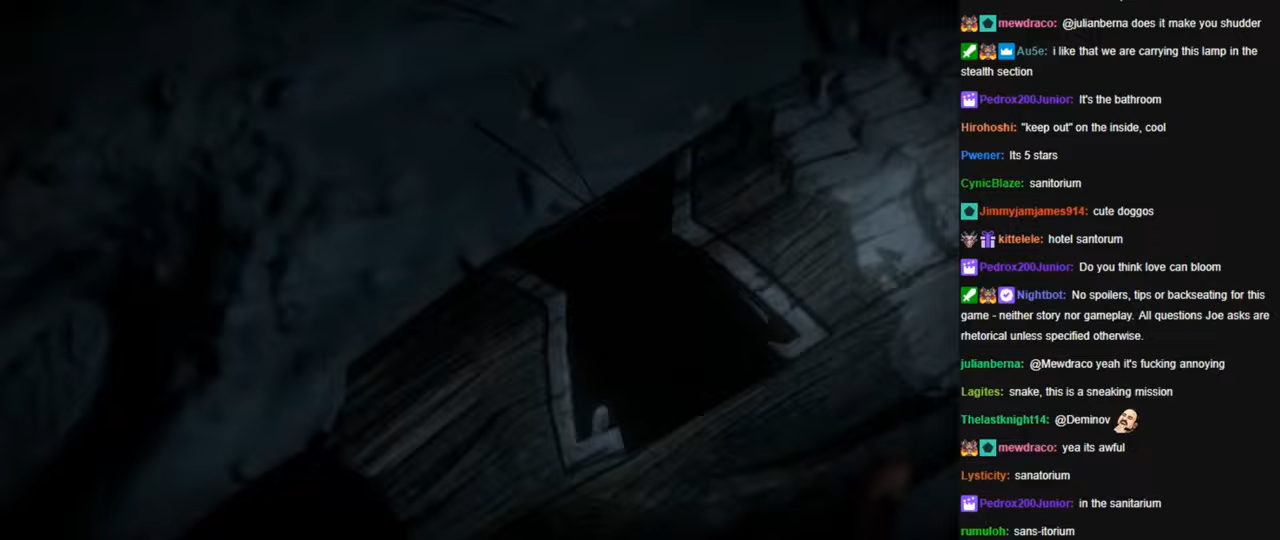 mewdraco: @julianberna does it make you shudder
Au5e: i like that we are carrying this lamp in the
stealth section
Pedrox200Junior: It's the bathroom
Hirohoshi: "keep out" on the inside, cool
Pwener: Its 5 stars
CynicBlaze: sanitorium
Jimmyjamjames914: cute doggos
kittelele: hotel santorum
Pedrox200Junior: Do you think love can bloom
Nightbot: No spoilers, tips or backseating for this
game - neither story nor gameplay. All questions Joe asks are
rhetorical unless specified otherwise.
julianberna: @Mewdraco yeah it's fucking annoying
Lagites: snake, this is a sneaking mission
Thelastknight14: @Deminov
mewdraco: yea its awful
Lysticity: sanatorium
Pedrox200Junior: in the sanitarium
rumuloh: sans-itorium